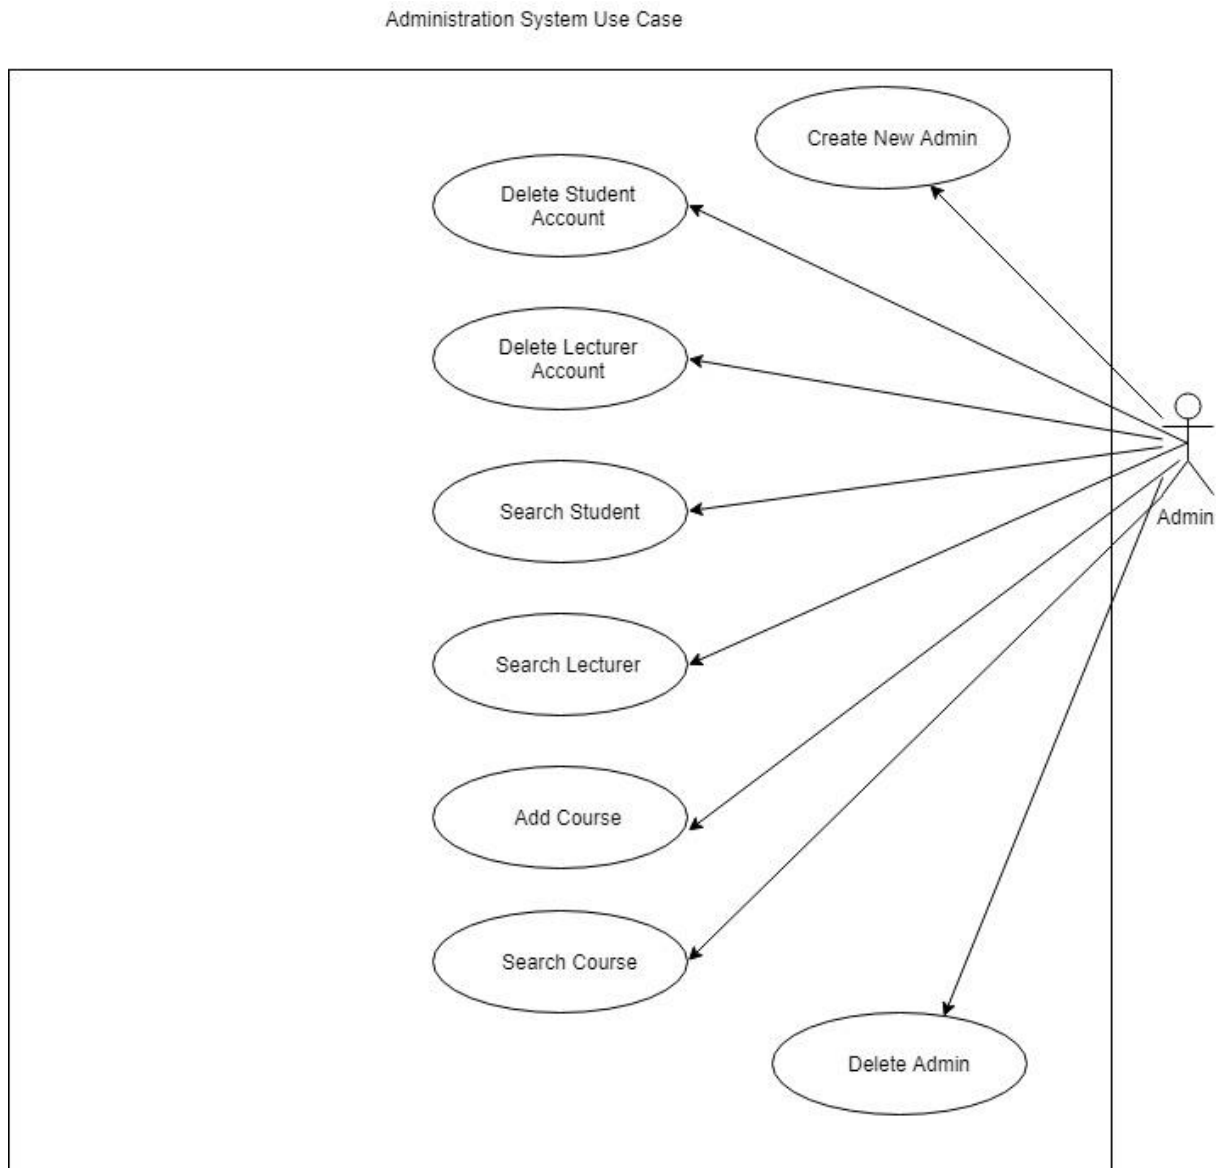 Administration System Use Case
Create New Admin
Delete Student
Account
Delete Lecturer
Account
Search Student
Admin
Search Lecturer
Add Course
Search Course
Delete Admin